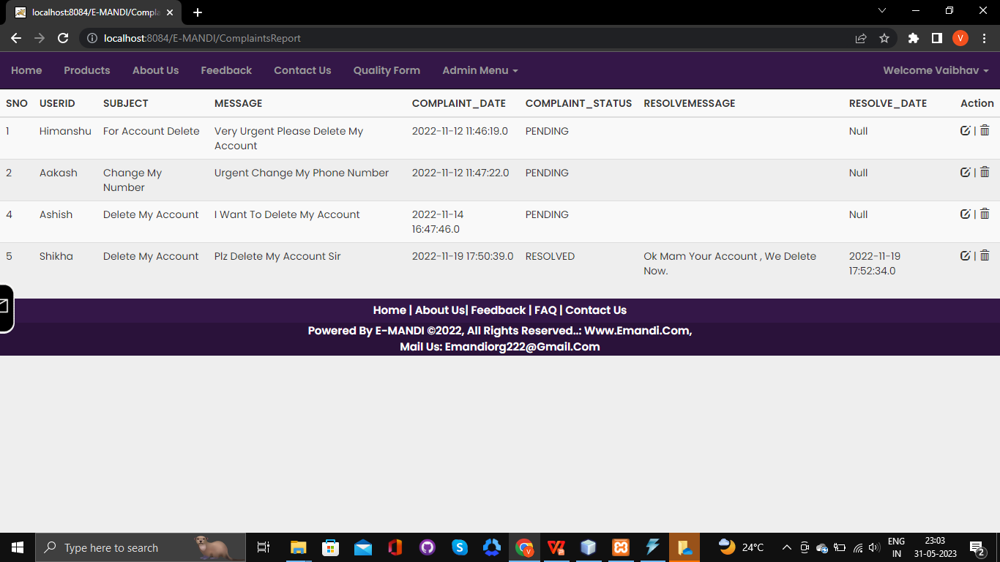 localhost:8084/E-MANDI/Compla
localhost:8084/E-MANDI/ComplaintsReport
V
Home Products About Us Feedback Contact Us Quality Form Admin Menu Welcome Vaibhav
SNO USERID SUBJECT MESSAGE COMPLAINT_DATE COMPLAINT_STATUS RESOLVEMESSAGE RESOLVE_DATE Action
1 Himanshu For Account Delete Very Urgent Please Delete My 2022-11-12 11:46:19.0 PENDING Null |
Account
2 Aakash Change My Urgent Change My Phone Number 2022-11-12 11:47:22.0 PENDING Null |
Number
4 Ashish Delete My Account I Want To Delete My Account 2022-11-14 PENDING Null |
16:47:46.0
5 Shikha Delete My Account Plz Delete My Account Sir 2022-11-19 17:50:39.0 RESOLVED Ok Mam Your Account , We Delete 2022-11-19 |
Now. 17:52:34.0
Home | About Us| Feedback | FAQ | Contact Us
Powered By E-MANDI ©2022, All Rights Reserved..: Www.Emandi.Com,
Mail Us: Emandiorg222@Gmail.Com
Type here to search
24°C
ENG
IN
23:03
31-05-2023
2